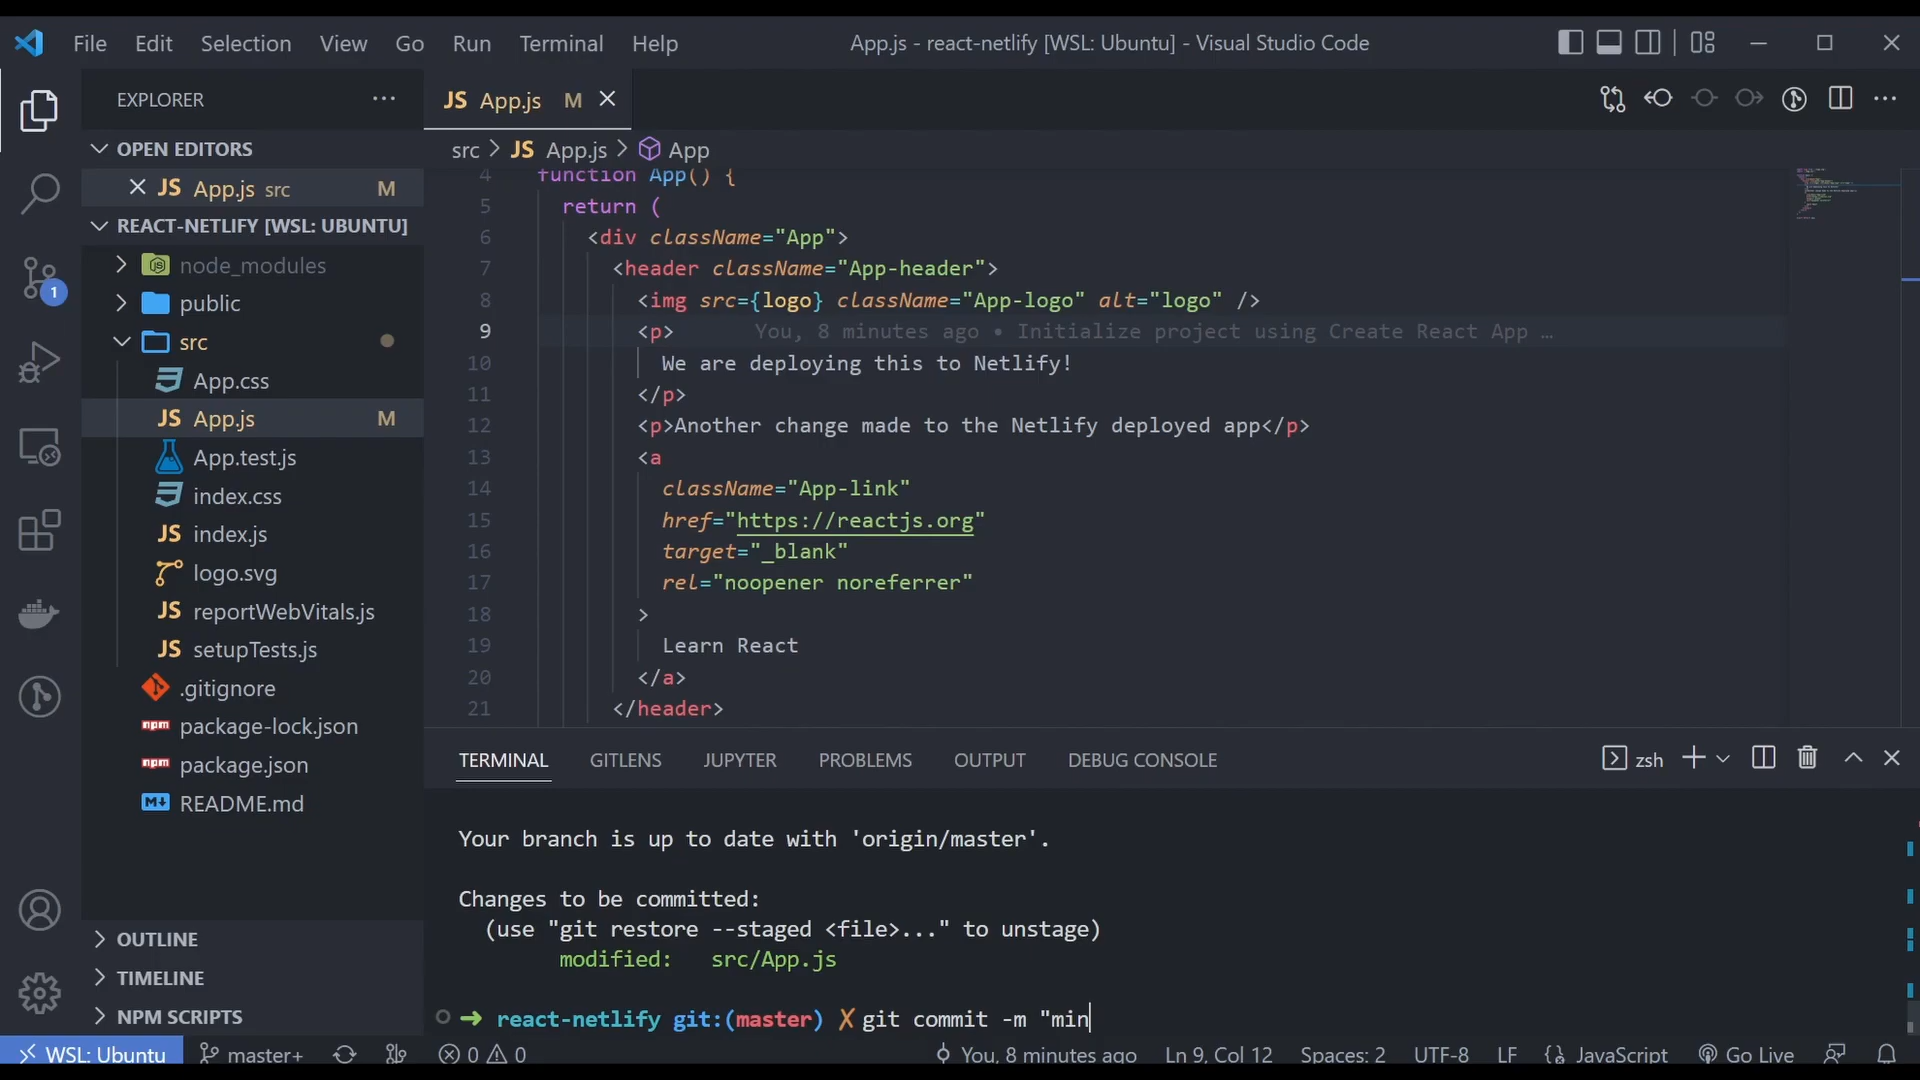 File Edit Selection View Go Run Terminal Help App.js - react-netlify [WSL: Ubuntu] - Visual Studio Code
EXPLORER
OPEN EDITORS
JS App.js src M
REACT-NETLIFY [WSL: UBUNTU]
node_modules
public
src
App.css
JS App.js M
App.test.js
index.css
JS index.js
logo.svg
JS reportWebVitals.js
JS setupTests.js
.gitignore
npm package-lock.json
npm package.json
M README.md
OUTLINE
TIMELINE
NPM SCRIPTS
1
JS App.js M
src > JS App.js > App
4 function App() {
5 return (
6 <div className="App">
7 <header className="App-header">
8 <img src={logo} className="App-logo" alt="logo" />
9 <p> You, 8 minutes ago • Initialize project using Create React App …
10 We are deploying this to Netlify!
11 </p>
12 <p>Another change made to the Netlify deployed app</p>
13 <a
14 className="App-link"
15 href="https://reactjs.org"
16 target="_blank"
17 rel="noopener noreferrer"
18 >
19 Learn React
20 </a>
21 </header>
TERMINAL GITLENS JUPYTER PROBLEMS OUTPUT DEBUG CONSOLE zsh
Your branch is up to date with 'origin/master'.
Changes to be committed:
(use "git restore --staged <file>..." to unstage)
modified: src/App.js
➜ react-netlify git:(master) ✗ git commit -m "min
WSL: Ubuntu master+ 0 0 You, 8 minutes ago Ln 9, Col 12 Spaces: 2 UTF-8 LF {} JavaScript Go Live